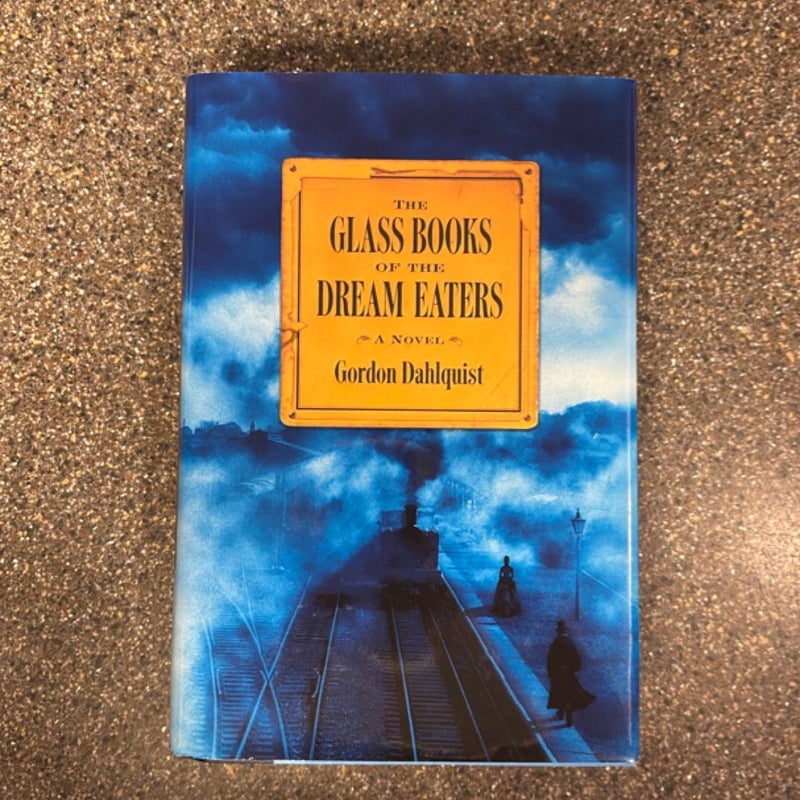 THE
GLASS BOOKS
OF THE
DREAM EATERS
A NOVEL
Gordon Dahlquist